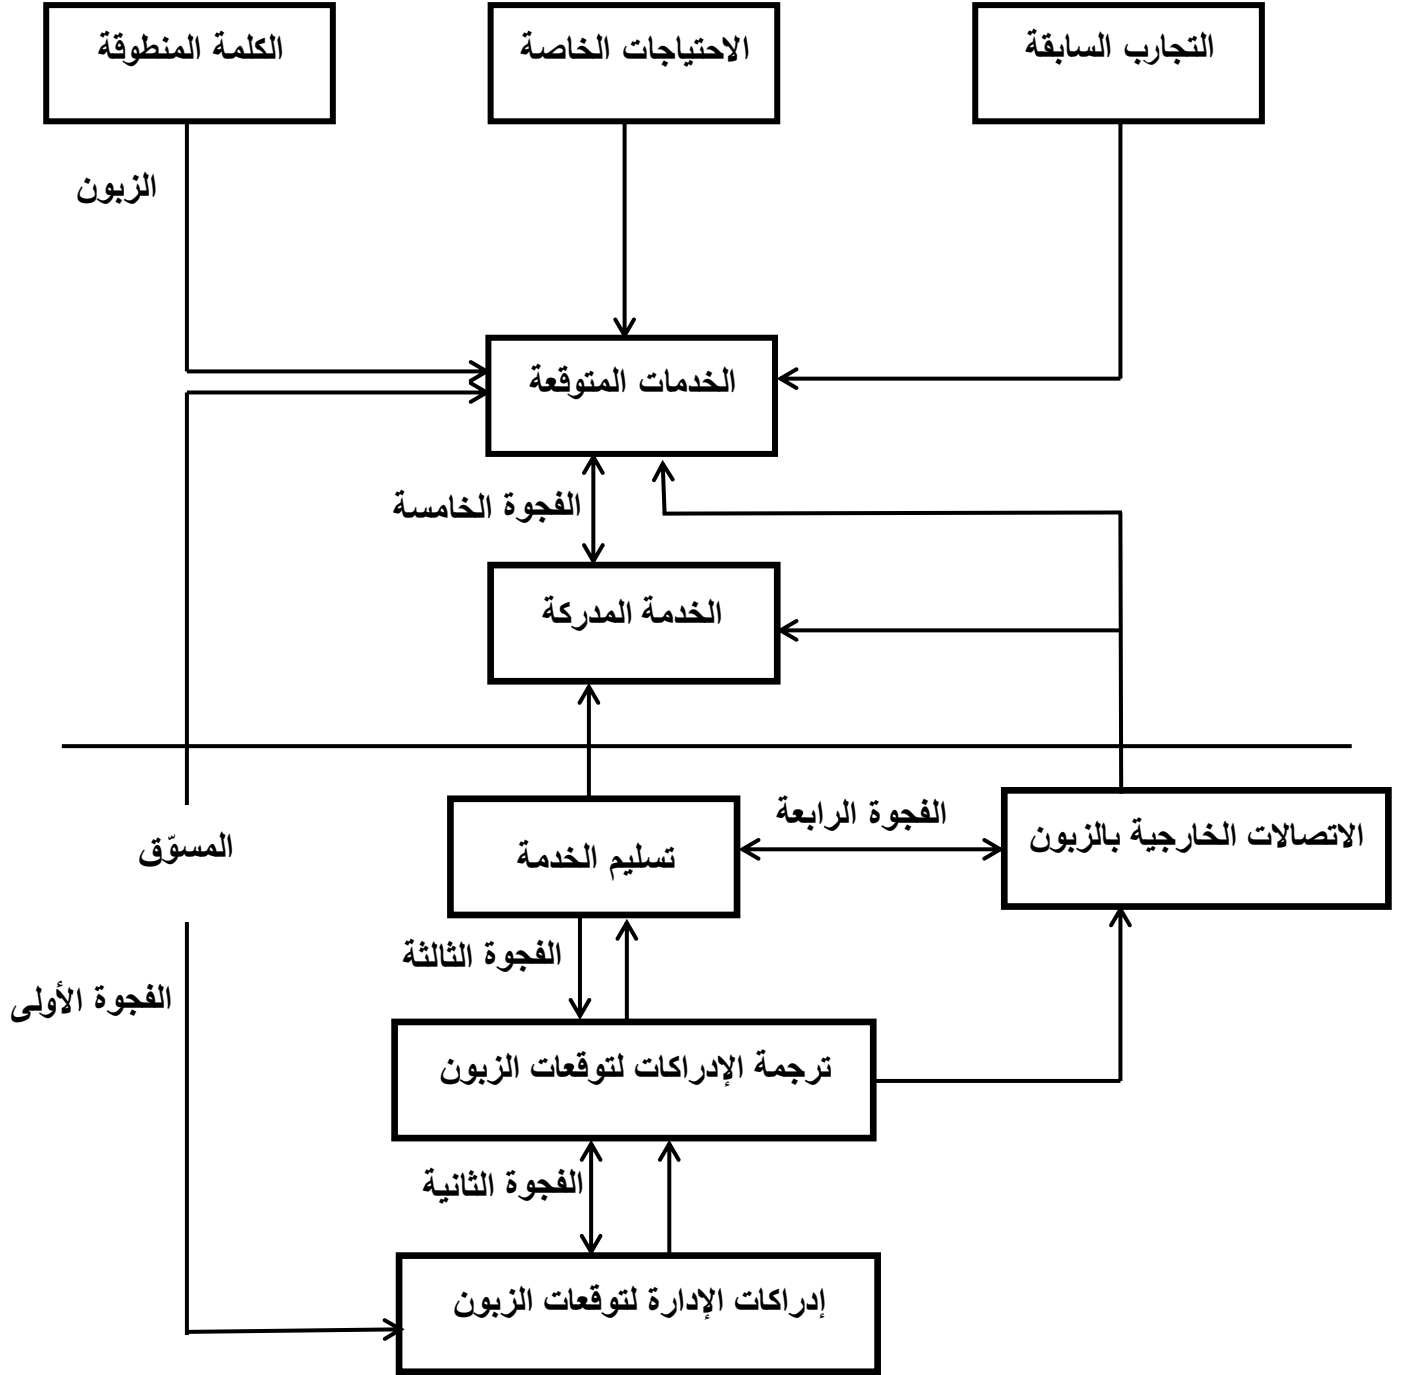 التجارب السابقة
الاحتياجات الخاصة
الكلمة المنطوقة
الزبون
الخدمات المتوقعة
الفجوة الخامسة
الخدمة المدركة
الفجوة الرابعة
الاتصالات الخارجية بالزبون
تسليم الخدمة
المسوّق
الفجوة الثالثة
الفجوة الأولى
ترجمة الإدراكات لتوقعات الزبون
الفجوة الثانية
إدراكات الإدارة لتوقعات الزبون